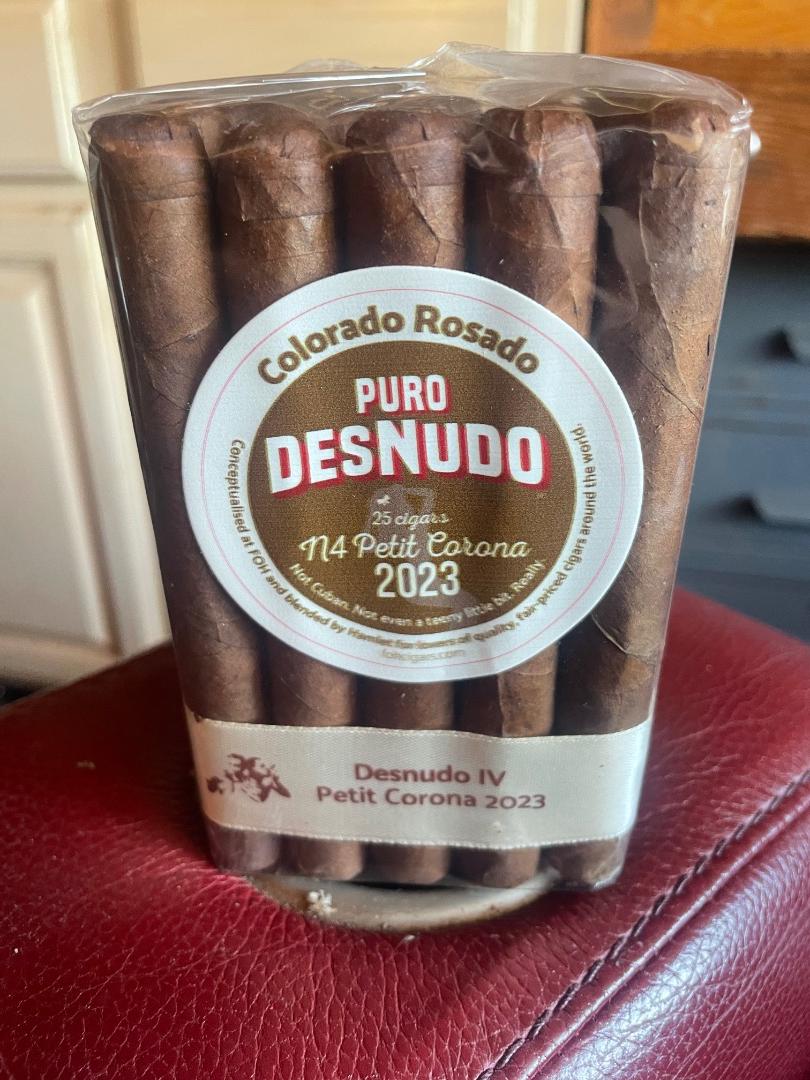 Colorado Rosado
PURO
DESNUDO
25 cigars
N4 Petit Corona
2023
Not Cuban. Not even a teeny little bit. Really
Conceptualised at FOH and blended by Hamlet for lovers of quality, fair-priced cigars around the world.
fohcigars.com
Desnudo IV
Petit Corona 2023